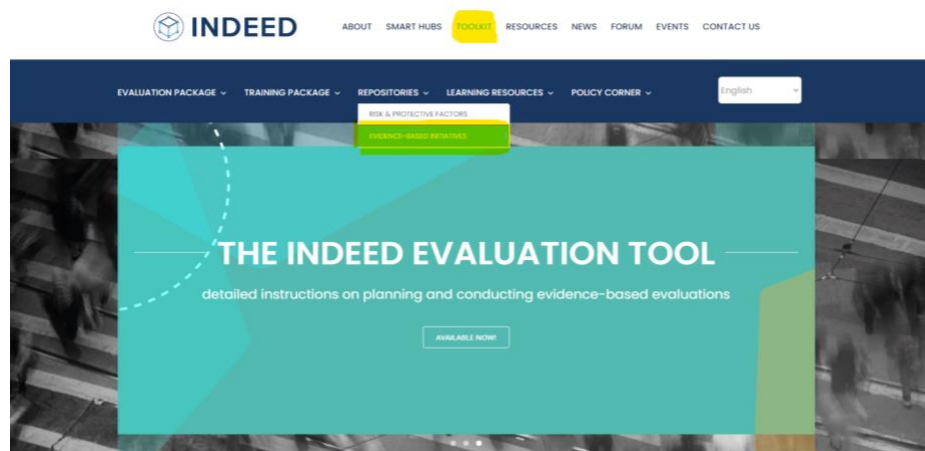 INDEED
ABOUT SMART HUBS TOOLKIT RESOURCES NEWS FORUM EVENTS CONTACT US
EVALUATION PACKAGE TRAINING PACKAGE REPOSITORIES LEARNING RESOURCES POLICY CORNER English
RISK & PROTECTIVE FACTORS
EVIDENCE-BASED INITIATIVES
THE INDEED EVALUATION TOOL
detailed instructions on planning and conducting evidence-based evaluations
AVAILABLE NOW!